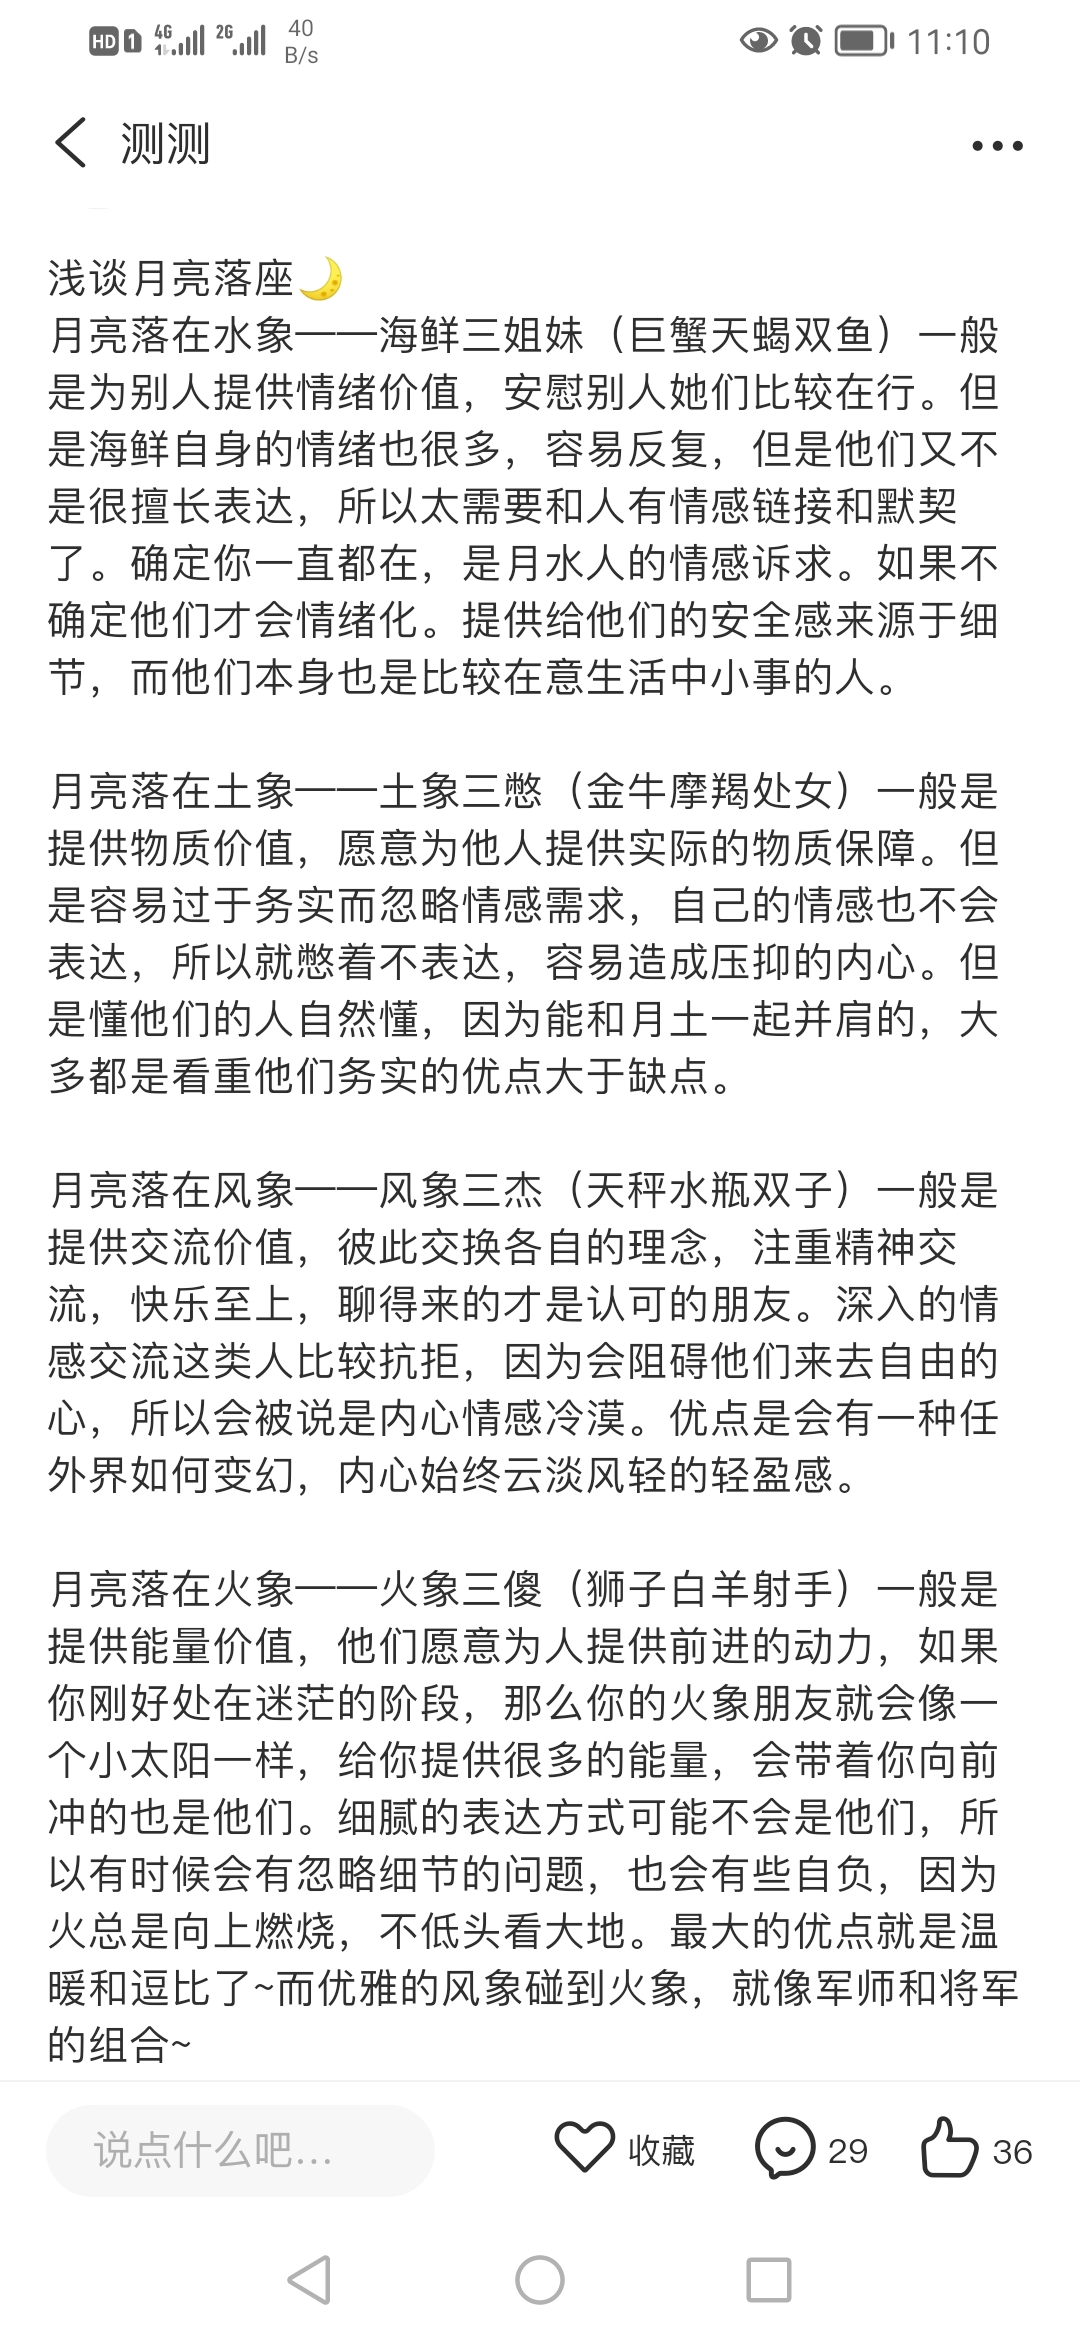 HD 1 4G 2G 40 B/s 11:10
测测
浅谈月亮落座🌙
月亮落在水象——海鲜三姐妹（巨蟹天蝎双鱼）一般
是为别人提供情绪价值，安慰别人她们比较在行。但
是海鲜自身的情绪也很多，容易反复，但是他们又不
是很擅长表达，所以太需要和人有情感链接和默契
了。确定你一直都在，是月水人的情感诉求。如果不
确定他们才会情绪化。提供给他们的安全感来源于细
节，而他们本身也是比较在意生活中小事的人。
月亮落在土象——土象三憋（金牛摩羯处女）一般是
提供物质价值，愿意为他人提供实际的物质保障。但
是容易过于务实而忽略情感需求，自己的情感也不会
表达，所以就憋着不表达，容易造成压抑的内心。但
是懂他们的人自然懂，因为能和月土一起并肩的，大
多都是看重他们务实的优点大于缺点。
月亮落在风象——风象三杰（天秤水瓶双子）一般是
提供交流价值，彼此交换各自的理念，注重精神交
流，快乐至上，聊得来的才是认可的朋友。深入的情
感交流这类人比较抗拒，因为会阻碍他们来去自由的
心，所以会被说是内心情感冷漠。优点是会有一种任
外界如何变幻，内心始终云淡风轻的轻盈感。
月亮落在火象——火象三傻（狮子白羊射手）一般是
提供能量价值，他们愿意为人提供前进的动力，如果
你刚好处在迷茫的阶段，那么你的火象朋友就会像一
个小太阳一样，给你提供很多的能量，会带着你向前
冲的也是他们。细腻的表达方式可能不会是他们，所
以有时候会有忽略细节的问题，也会有些自负，因为
火总是向上燃烧，不低头看大地。最大的优点就是温
暖和逗比了~而优雅的风象碰到火象，就像军师和将军
的组合~
说点什么吧... 收藏 29 36